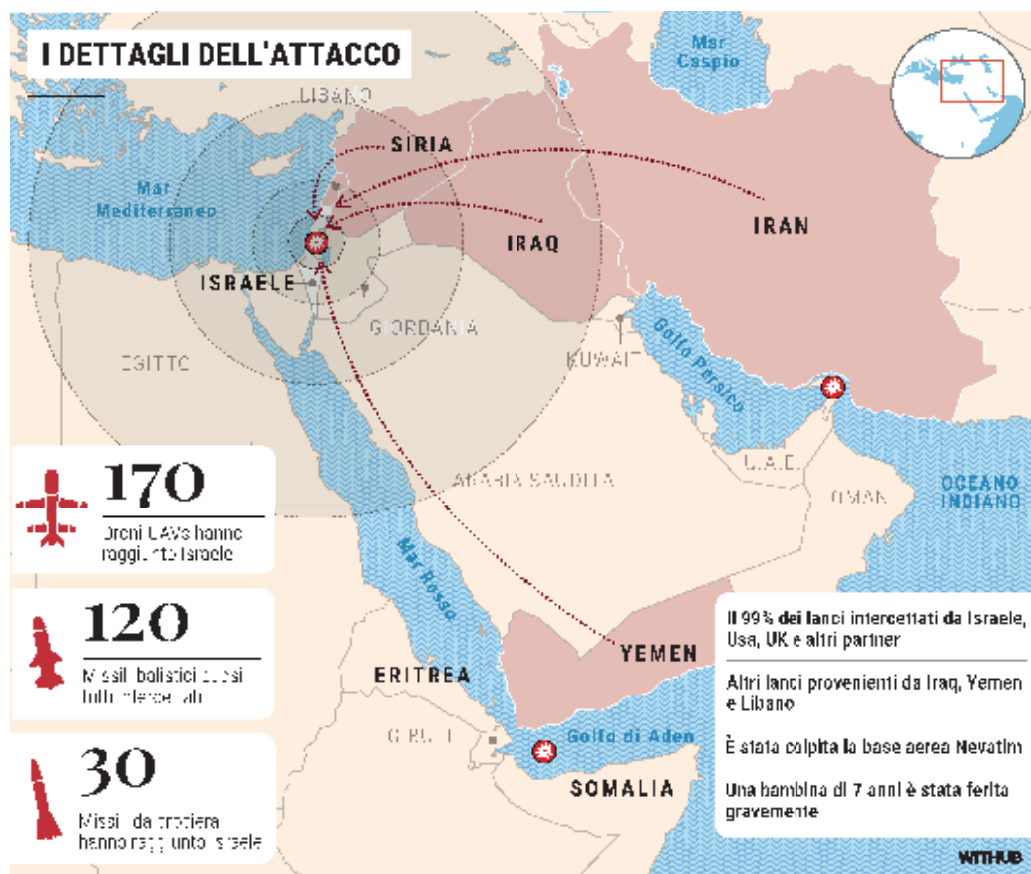 I DETTAGLI DELL'ATTACCO
LIBANO
Mar
Caspio
SIRIA
Mar
Mediterraneo
IRAN
IRAQ
ISRAELE
GIORDANIA
EGITTO
KUWAIT
Golfo Persico
U.A.E.
OMAN
OCEANO
INDIANO
ARABIA SAUDITA
Mar Rosso
YEMEN
ERITREA
GIBUTI
Golfo di Aden
SOMALIA
170
Droni UAVs hanno
raggiunto Israele
120
Missili balistici quasi
tutti intercettati
30
Missili da crociera
hanno raggiunto Israele
Il 99% dei lanci intercettati da Israele,
Usa, UK e altri partner
Altri lanci provenienti da Iraq, Yemen
e Libano
È stata colpita la base aerea Nevatim
Una bambina di 7 anni è stata ferita
gravemente
WITHUB